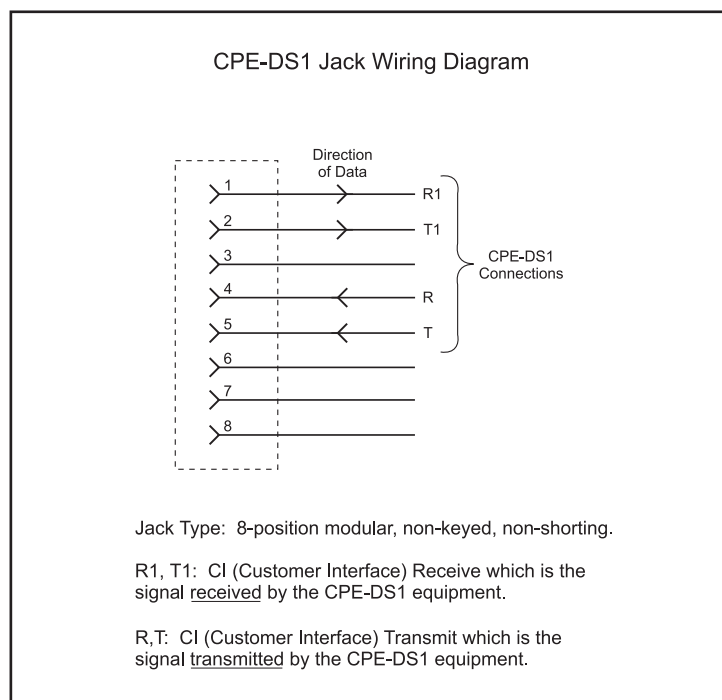 CPE-DS1 Jack Wiring Diagram
Direction
of Data
1
R1
2
T1
3
CPE-DS1
Connections
4
R
5
T
6
7
8
Jack Type: 8-position modular, non-keyed, non-shorting.
R1, T1: CI (Customer Interface) Receive which is the
signal received by the CPE-DS1 equipment.
R,T: CI (Customer Interface) Transmit which is the
signal transmitted by the CPE-DS1 equipment.